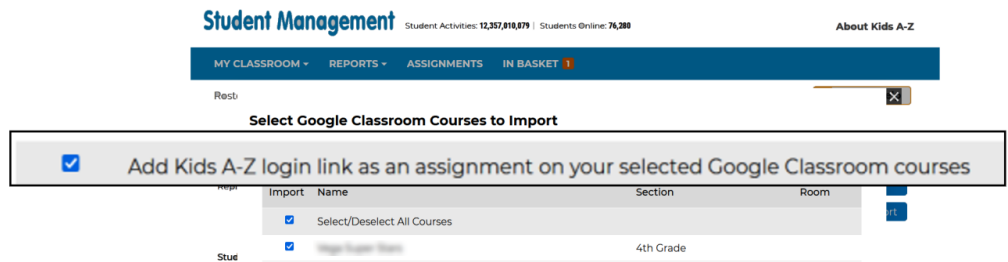 Student Management Student Activities: 12,357,010,079 | Students Online: 76,280 About Kids A-Z
MY CLASSROOM REPORTS ASSIGNMENTS IN BASKET 1
Select Google Classroom Courses to Import
Add Kids A-Z login link as an assignment on your selected Google Classroom courses
Import Name Section Room
Select/Deselect All Courses
4th Grade